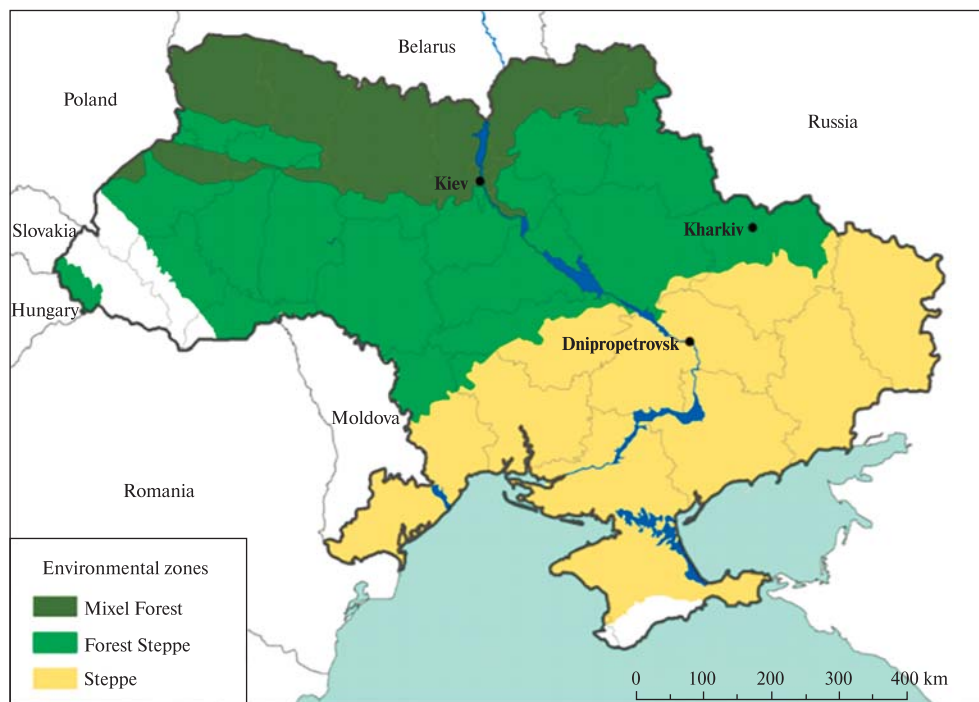 Belarus
Poland
Russia
Kiev
Slovakia
Kharkiv
Hungary
Dnipropetrovsk
Moldova
Romania
Environmental zones
Mixel Forest
Forest Steppe
Steppe
0 100 200 300 400 km